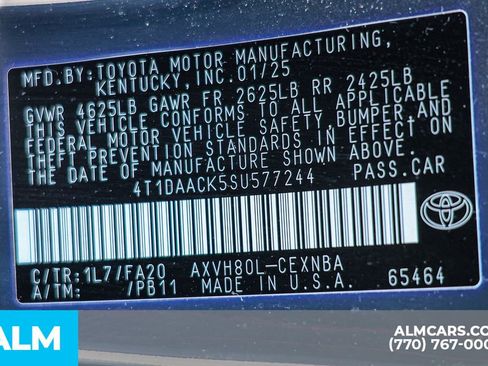 MFD.BY:TOYOTA MOTOR MANUFACTURING,
KENTUCKY,INC.01/25
GVWR 4625LB GAWR FR 2625LB RR 2425LB
THIS VEHICLE CONFORMS TO ALL APPLICABLE
FEDERAL MOTOR VEHICLE SAFETY,BUMPER,AND
THEFT PREVENTION STANDARDS IN EFFECT ON
THE DATE OF MANUFACTURE SHOWN ABOVE.
4T1DAACK5SU577244 PASS.CAR
C/TR:1L7/FA20 AXVH80L-CEXNBA
A/TM: /PB11 MADE IN U.S.A. 65464
ALM
ALMCARS.CO
(770) 767-000